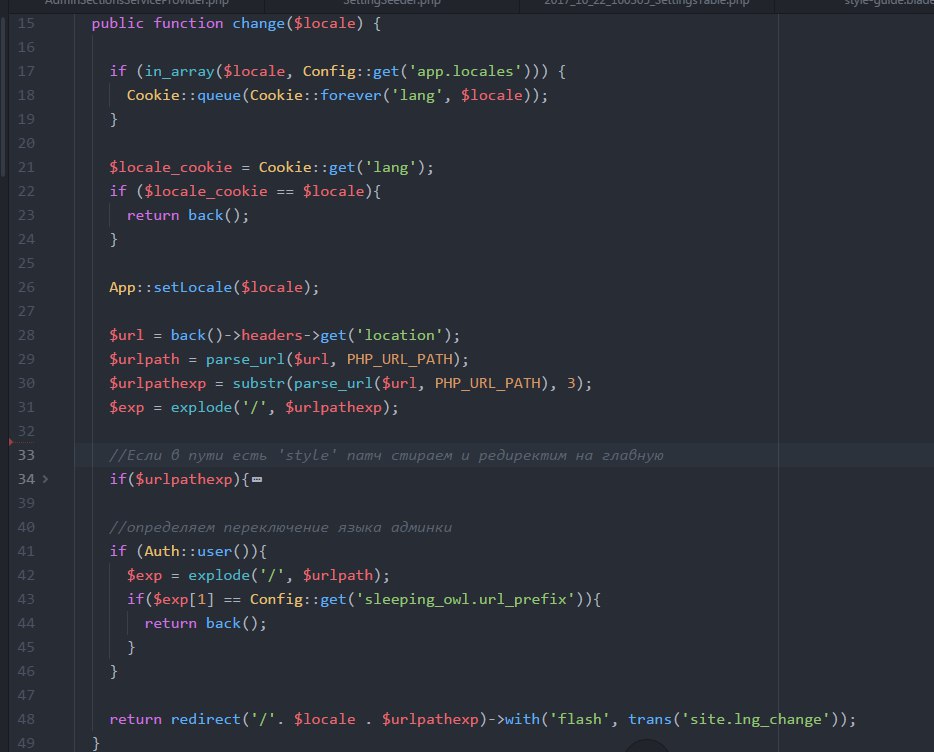 AdminSectionsServiceProvider.php SettingSeeder.php 2017_10_22_160505_SettingsTable.php style-guide.blade
15 public function change($locale) {
16
17 if (in_array($locale, Config::get('app.locales'))) {
18 Cookie::queue(Cookie::forever('lang', $locale));
19 }
20
21 $locale_cookie = Cookie::get('lang');
22 if ($locale_cookie == $locale){
23 return back();
24 }
25
26 App::setLocale($locale);
27
28 $url = back()->headers->get('location');
29 $urlpath = parse_url($url, PHP_URL_PATH);
30 $urlpathexp = substr(parse_url($url, PHP_URL_PATH), 3);
31 $exp = explode('/', $urlpathexp);
32
33 //Если в пути есть 'style' патч стираем и редиректим на главную
34 if($urlpathexp){
39
40 //определяем переключение языка админки
41 if (Auth::user()){
42 $exp = explode('/', $urlpath);
43 if($exp[1] == Config::get('sleeping_owl.url_prefix')){
44 return back();
45 }
46 }
47
48 return redirect('/'. $locale . $urlpathexp)->with('flash', trans('site.lng_change'));
49 }